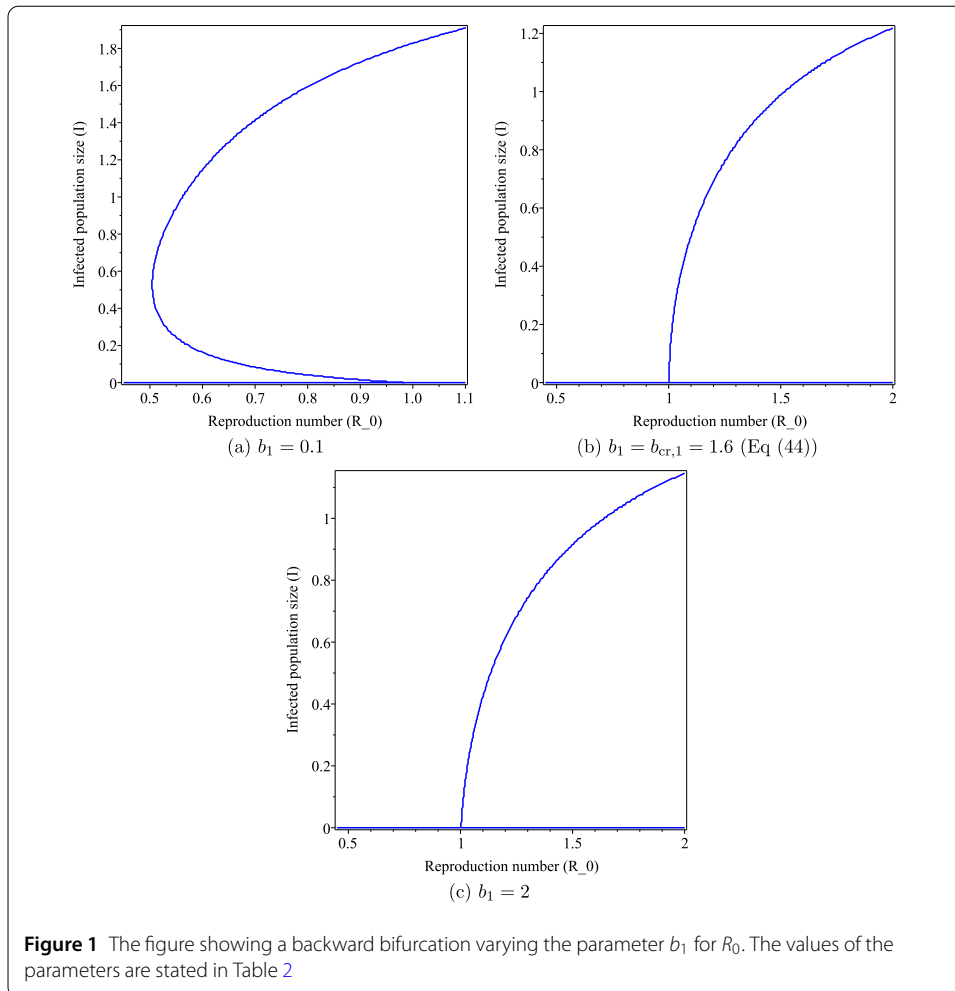 1.8
1.6
1.4
1.2
1
0.8
0.6
0.4
0.2
0
Infected population size (I)
0.5 0.6 0.7 0.8 0.9 1.0 1.1
Reproduction number (R_0)
(a) b₁ = 0.1
1.2
1
0.8
0.6
0.4
0.2
0
Infected population size (I)
0.5 1 1.5 2
Reproduction number (R_0)
(b) b₁ = b_cr,1 = 1.6 (Eq (44))
1
0.8
0.6
0.4
0.2
0
Infected population size (I)
0.5 1 1.5 2
Reproduction number (R_0)
(c) b₁ = 2
Figure 1 The figure showing a backward bifurcation varying the parameter b₁ for R₀. The values of the
parameters are stated in Table 2